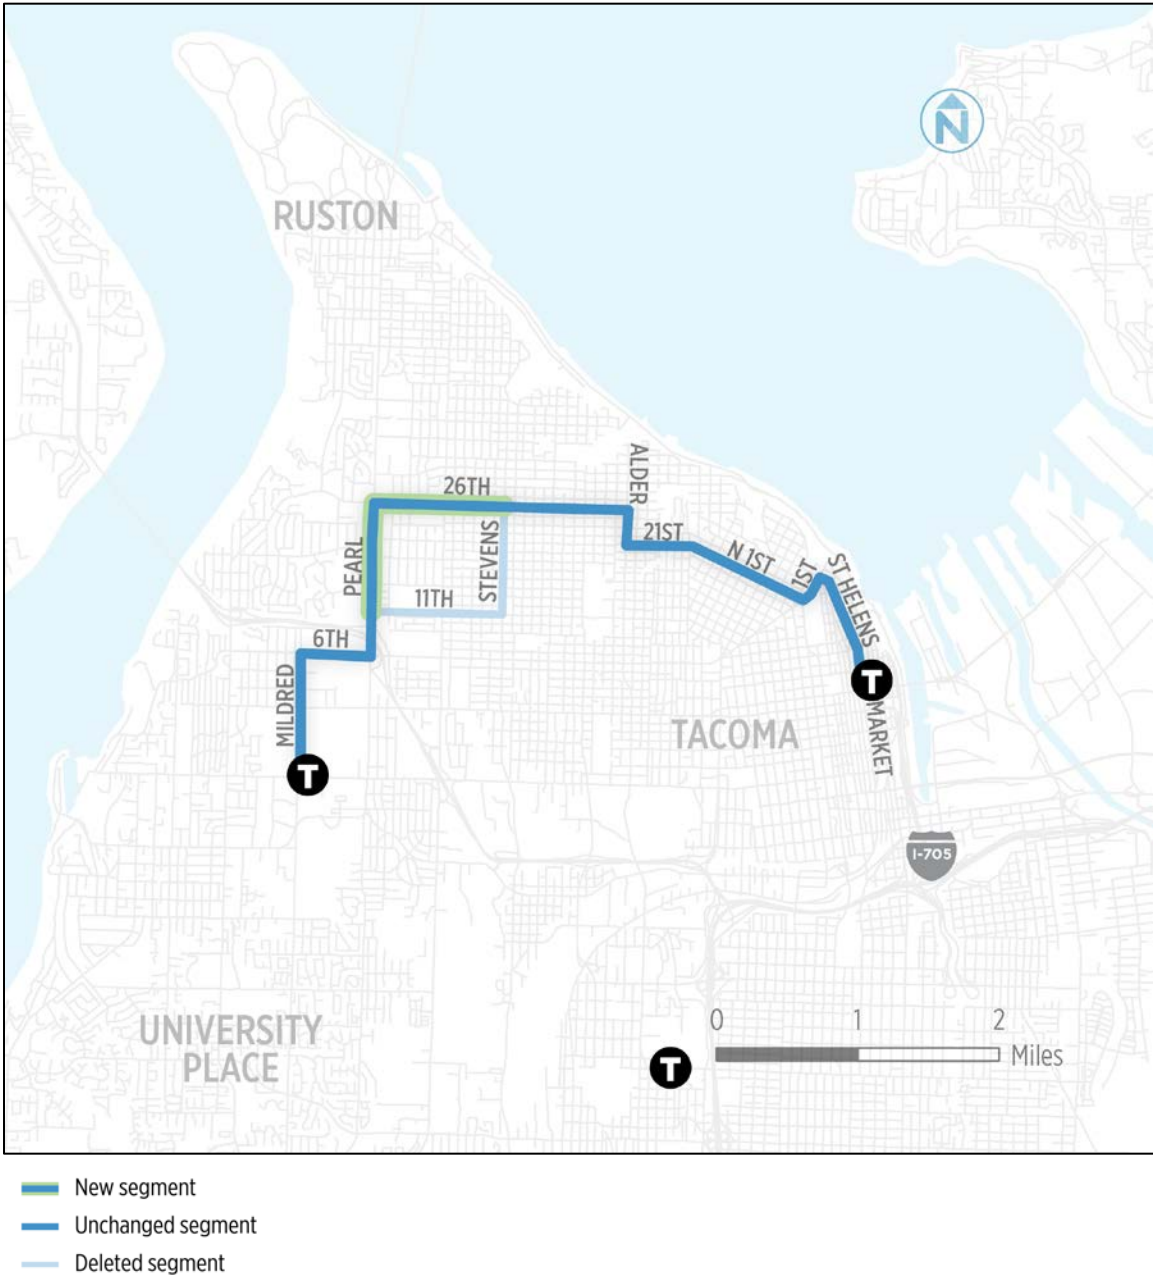 N
RUSTON
26TH
ALDER
PEARL
STEVENS
21ST
N 1ST
1ST
ST HELENS
11TH
6TH
MILDRED
T
MARKET
TACOMA
T
I-705
UNIVERSITY
PLACE
0 1 2
Miles
T
New segment
Unchanged segment
Deleted segment